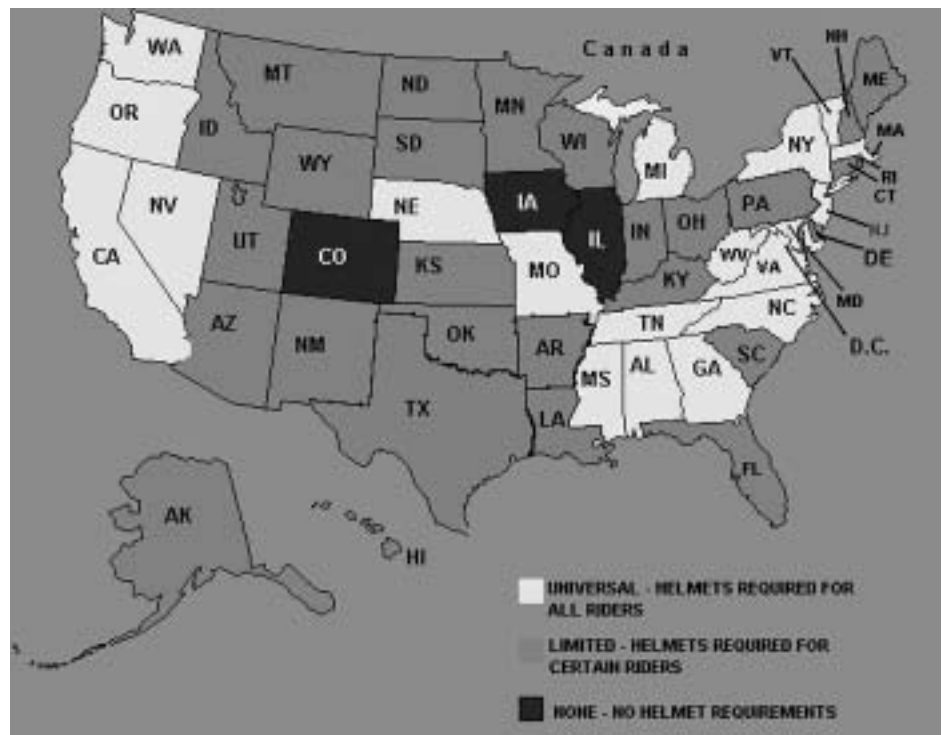 Canada
NH
VT
WA
MT
ND
MN
ME
OR
ID
SD
WI
NY
MA
WY
MI
RI
CT
NE
IA
PA
NV
IL
IN
OH
NJ
UT
CO
WV
DE
CA
KS
MO
VA
KY
MD
NC
AZ
NM
OK
TN
AR
SC
D.C.
MS
AL
GA
TX
LA
FL
AK
HI
UNIVERSAL - HELMETS REQUIRED FOR
ALL RIDERS
LIMITED - HELMETS REQUIRED FOR
CERTAIN RIDERS
NONE - NO HELMET REQUIREMENTS